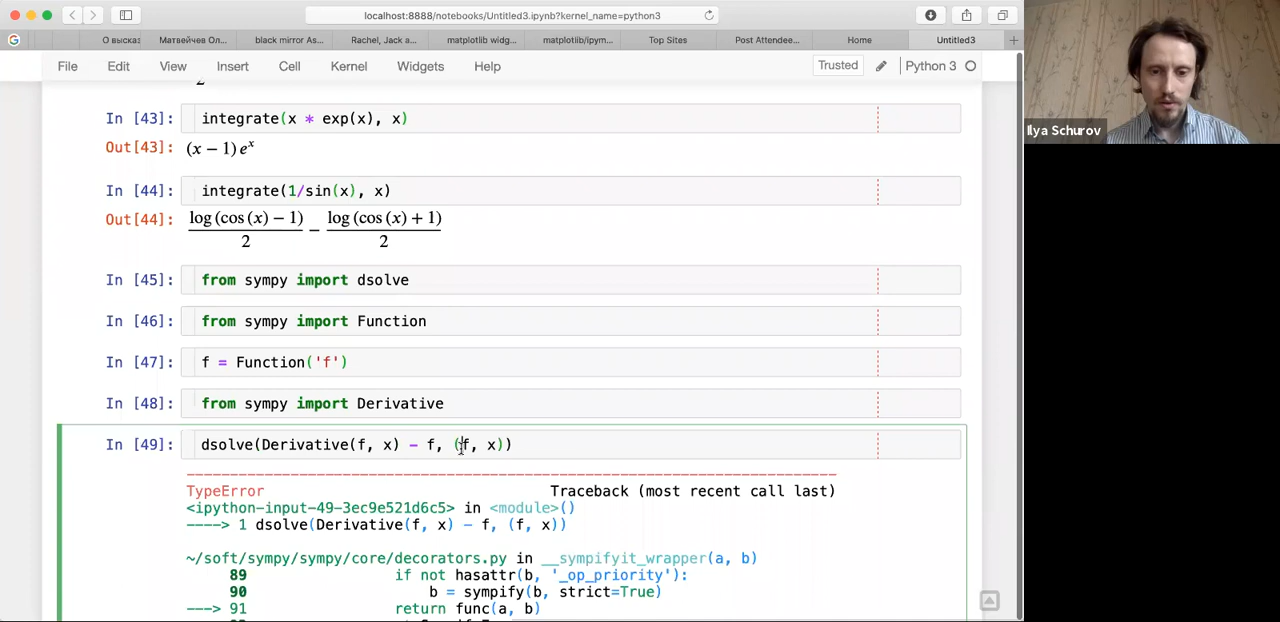 localhost:8888/notebooks/Untitled3.ipynb?kernel_name=python3
О высказ
Матвейчев Ол...
black mirror As...
Rachel, Jack a...
matplotlib widg...
matplotlib/ipym...
Top Sites
Post Attendee...
Home
Untitled3
File Edit View Insert Cell Kernel Widgets Help
Trusted
Python 3
In [43]: integrate(x * exp(x), x)
Out[43]: (x − 1) e^x
In [44]: integrate(1/sin(x), x)
Out[44]: log (cos (x) − 1)/2 − log (cos (x) + 1)/2
In [45]: from sympy import dsolve
In [46]: from sympy import Function
In [47]: f = Function('f')
In [48]: from sympy import Derivative
In [49]: dsolve(Derivative(f, x) - f, (f, x))
---------------------------------------------------------------------------
TypeError Traceback (most recent call last)
<ipython-input-49-3ec9e521d6c5> in <module>()
----> 1 dsolve(Derivative(f, x) - f, (f, x))
~/soft/sympy/sympy/core/decorators.py in __sympifyit_wrapper(a, b)
89 if not hasattr(b, '_op_priority'):
90 b = sympify(b, strict=True)
---> 91 return func(a, b)
Ilya Schurov